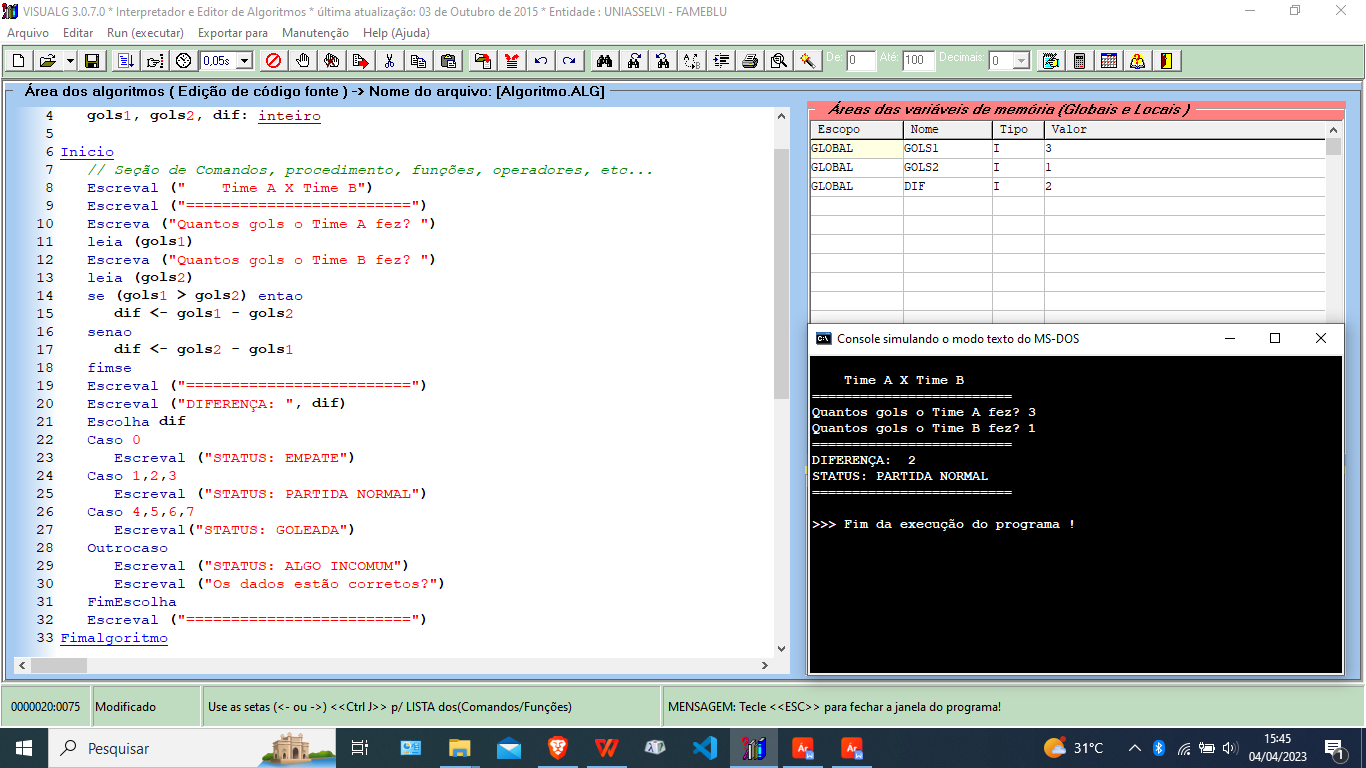 VISUALG 3.0.7.0 * Interpretador e Editor de Algoritmos * última atualização: 03 de Outubro de 2015 * Entidade : UNIASSELVI - FAMEBLU
Arquivo Editar Run (executar) Exportar para Manutenção Help (Ajuda)
0,05s De: 0 Até: 100 Decimais: 0
Área dos algoritmos ( Edição de código fonte ) -> Nome do arquivo: [Algoritmo.ALG]
4 gols1, gols2, dif: inteiro
5
6 Inicio
7 // Seção de Comandos, procedimento, funções, operadores, etc...
8 Escreval ("    Time A X Time B")
9 Escreval ("=========================")
10 Escreva ("Quantos gols o Time A fez? ")
11 leia (gols1)
12 Escreva ("Quantos gols o Time B fez? ")
13 leia (gols2)
14 se (gols1 > gols2) entao
15 dif <- gols1 - gols2
16 senao
17 dif <- gols2 - gols1
18 fimse
19 Escreval ("=========================")
20 Escreval ("DIFERENÇA: ", dif)
21 Escolha dif
22 Caso 0
23 Escreval ("STATUS: EMPATE")
24 Caso 1,2,3
25 Escreval ("STATUS: PARTIDA NORMAL")
26 Caso 4,5,6,7
27 Escreval("STATUS: GOLEADA")
28 Outrocaso
29 Escreval ("STATUS: ALGO INCOMUM")
30 Escreval ("Os dados estão corretos?")
31 FimEscolha
32 Escreval ("=========================")
33 Fimalgoritmo
Áreas das variáveis de memória (Globais e Locais )
Escopo Nome Tipo Valor
GLOBAL GOLS1 I 3
GLOBAL GOLS2 I 1
GLOBAL DIF I 2
Console simulando o modo texto do MS-DOS
Time A X Time B
=========================
Quantos gols o Time A fez? 3
Quantos gols o Time B fez? 1
=========================
DIFERENÇA:  2
STATUS: PARTIDA NORMAL
=========================
>>> Fim da execução do programa !
0000020:0075 Modificado Use as setas (<- ou ->) <<Ctrl J>> p/ LISTA dos(Comandos/Funções) MENSAGEM: Tecle <<ESC>> para fechar a janela do programa!
Pesquisar 31°C 15:45
04/04/2023 1